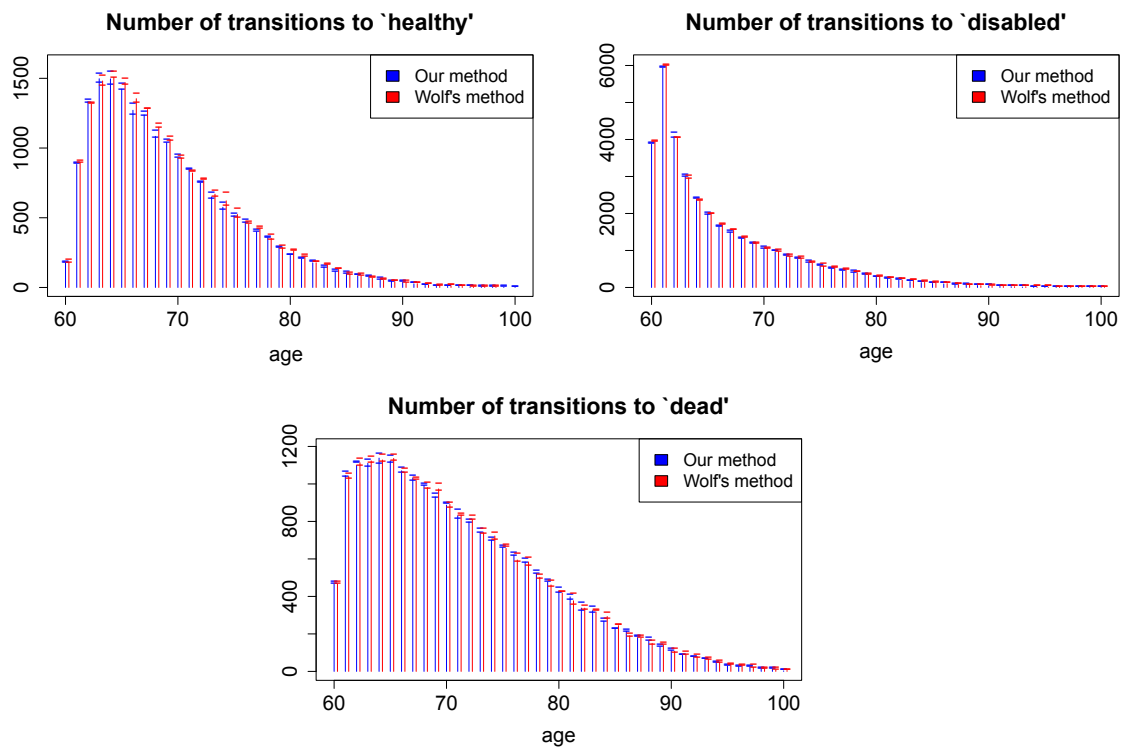 Number of transitions to `healthy'
Our method
Wolf's method
1500
1000
500
0
60
70
80
90
100
age
Number of transitions to `disabled'
Our method
Wolf's method
6000
4000
2000
0
60
70
80
90
100
age
Number of transitions to `dead'
Our method
Wolf's method
1200
800
400
0
60
70
80
90
100
age